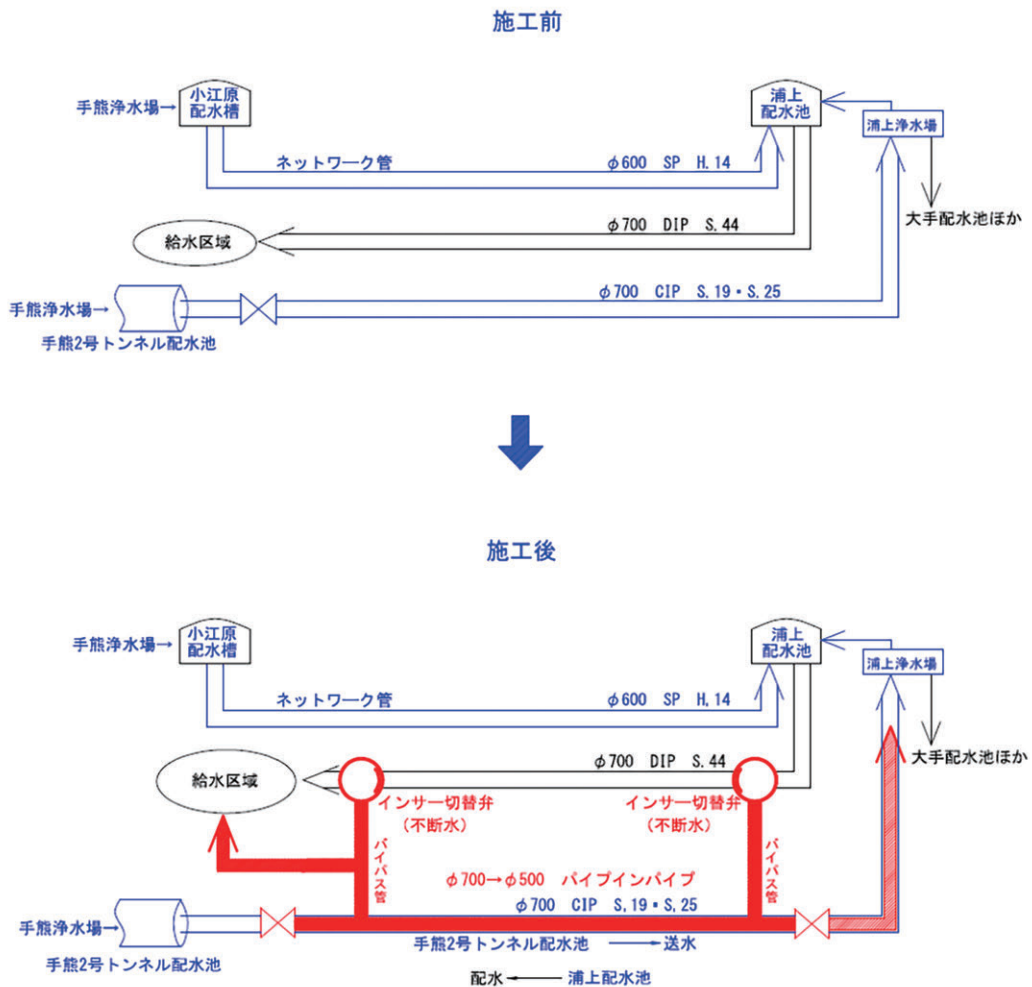 施工前
手熊浄水場→
小江原
配水槽
浦上
配水池
浦上浄水場
ネットワーク管
φ600 SP H.14
大手配水池ほか
φ700 DIP S.44
給水区域
φ700 CIP S.19・S.25
手熊浄水場→
手熊2号トンネル配水池
施工後
手熊浄水場→
小江原
配水槽
浦上
配水池
浦上浄水場
ネットワーク管
φ600 SP H.14
大手配水池ほか
φ700 DIP S.44
給水区域
インサー切替弁
(不断水)
インサー切替弁
(不断水)
バイパス管
バイパス管
φ700→φ500 パイプインパイプ
φ700 CIP S,19・S,25
手熊浄水場→
手熊2号トンネル配水池
手熊2号トンネル配水池 →送水
配水← 浦上配水池